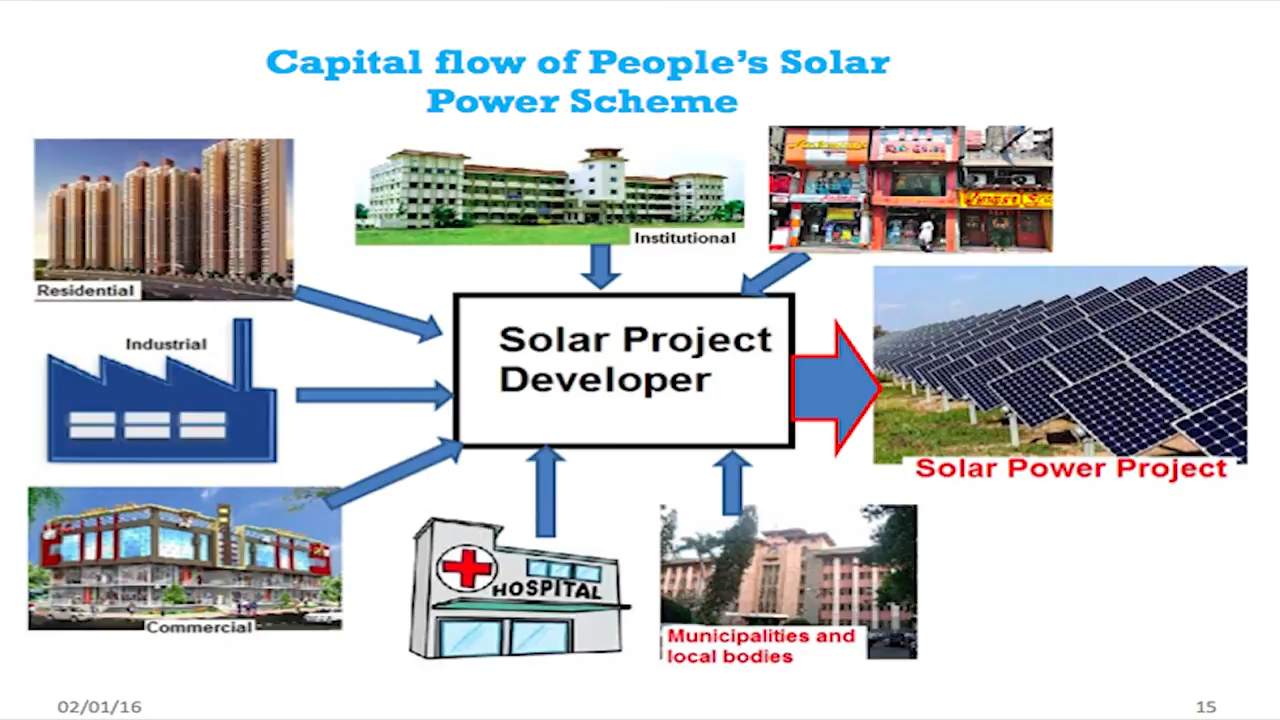 Capital flow of People’s Solar
Power Scheme
Institutional
Residential
Industrial
Solar Project
Developer
Solar Power Project
HOSPITAL
Commercial
Municipalities and
local bodies
02/01/16
15